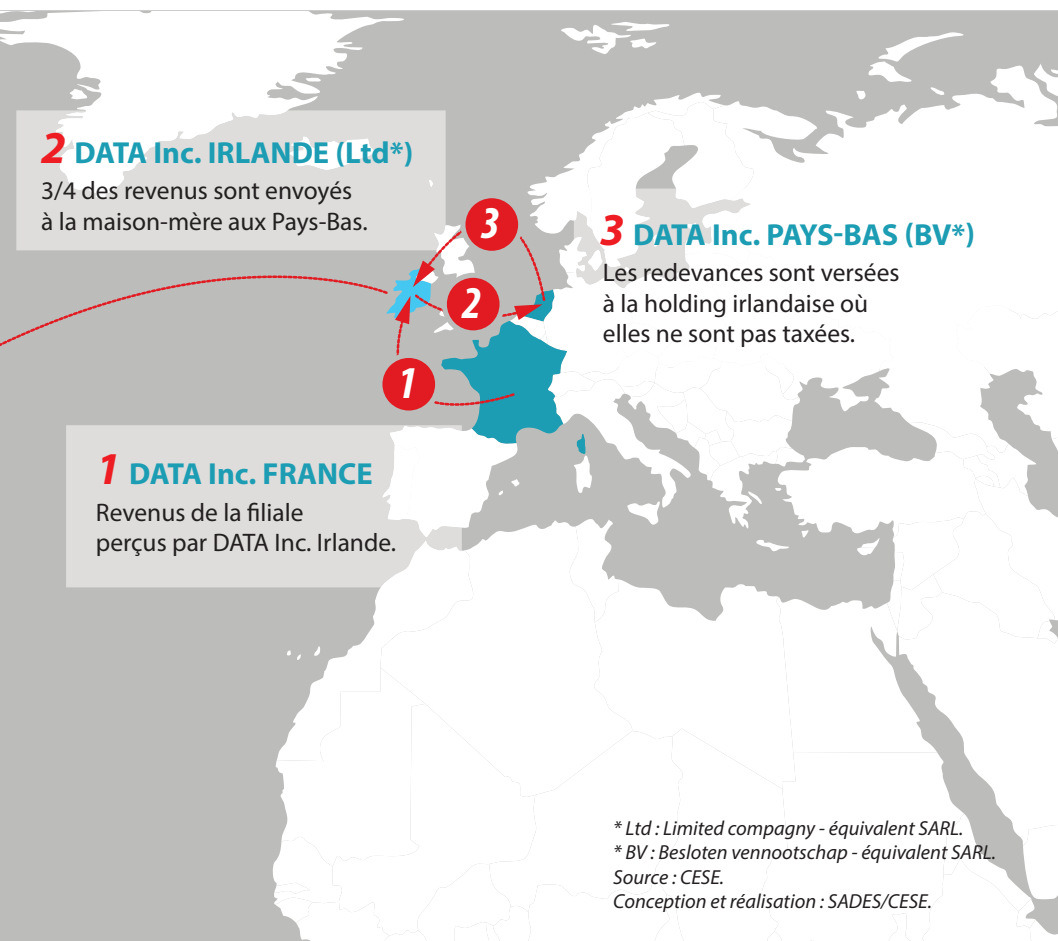 2 DATA Inc. IRLANDE (Ltd*)
3/4 des revenus sont envoyés
à la maison-mère aux Pays-Bas.
3
3 DATA Inc. PAYS-BAS (BV*)
Les redevances sont versées
à la holding irlandaise où
elles ne sont pas taxées.
2
1
1 DATA Inc. FRANCE
Revenus de la filiale
perçus par DATA Inc. Irlande.
* Ltd : Limited compagny - équivalent SARL.
* BV : Besloten vennootschap - équivalent SARL.
Source : CESE.
Conception et réalisation : SADES/CESE.